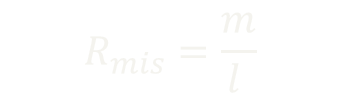 R_{mis} = \frac{m}{l}